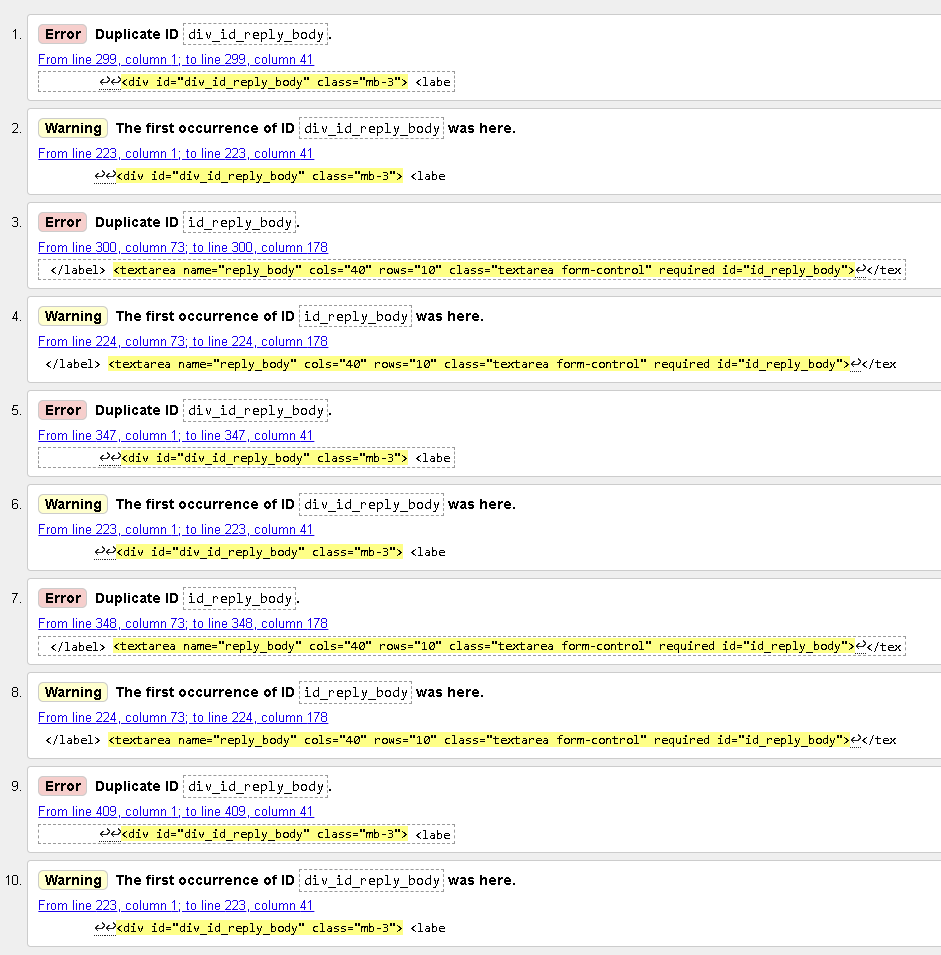 1. Error Duplicate ID div_id_reply_body.
From line 299, column 1; to line 299, column 41
↩↩<div id="div_id_reply_body" class="mb-3"> <labe
2. Warning The first occurrence of ID div_id_reply_body was here.
From line 223, column 1; to line 223, column 41
↩↩<div id="div_id_reply_body" class="mb-3"> <labe
3. Error Duplicate ID id_reply_body.
From line 300, column 73; to line 300, column 178
</label> <textarea name="reply_body" cols="40" rows="10" class="textarea form-control" required id="id_reply_body">↩</tex
4. Warning The first occurrence of ID id_reply_body was here.
From line 224, column 73; to line 224, column 178
</label> <textarea name="reply_body" cols="40" rows="10" class="textarea form-control" required id="id_reply_body">↩</tex
5. Error Duplicate ID div_id_reply_body.
From line 347, column 1; to line 347, column 41
↩↩<div id="div_id_reply_body" class="mb-3"> <labe
6. Warning The first occurrence of ID div_id_reply_body was here.
From line 223, column 1; to line 223, column 41
↩↩<div id="div_id_reply_body" class="mb-3"> <labe
7. Error Duplicate ID id_reply_body.
From line 348, column 73; to line 348, column 178
</label> <textarea name="reply_body" cols="40" rows="10" class="textarea form-control" required id="id_reply_body">↩</tex
8. Warning The first occurrence of ID id_reply_body was here.
From line 224, column 73; to line 224, column 178
</label> <textarea name="reply_body" cols="40" rows="10" class="textarea form-control" required id="id_reply_body">↩</tex
9. Error Duplicate ID div_id_reply_body.
From line 409, column 1; to line 409, column 41
↩↩<div id="div_id_reply_body" class="mb-3"> <labe
10. Warning The first occurrence of ID div_id_reply_body was here.
From line 223, column 1; to line 223, column 41
↩↩<div id="div_id_reply_body" class="mb-3"> <labe